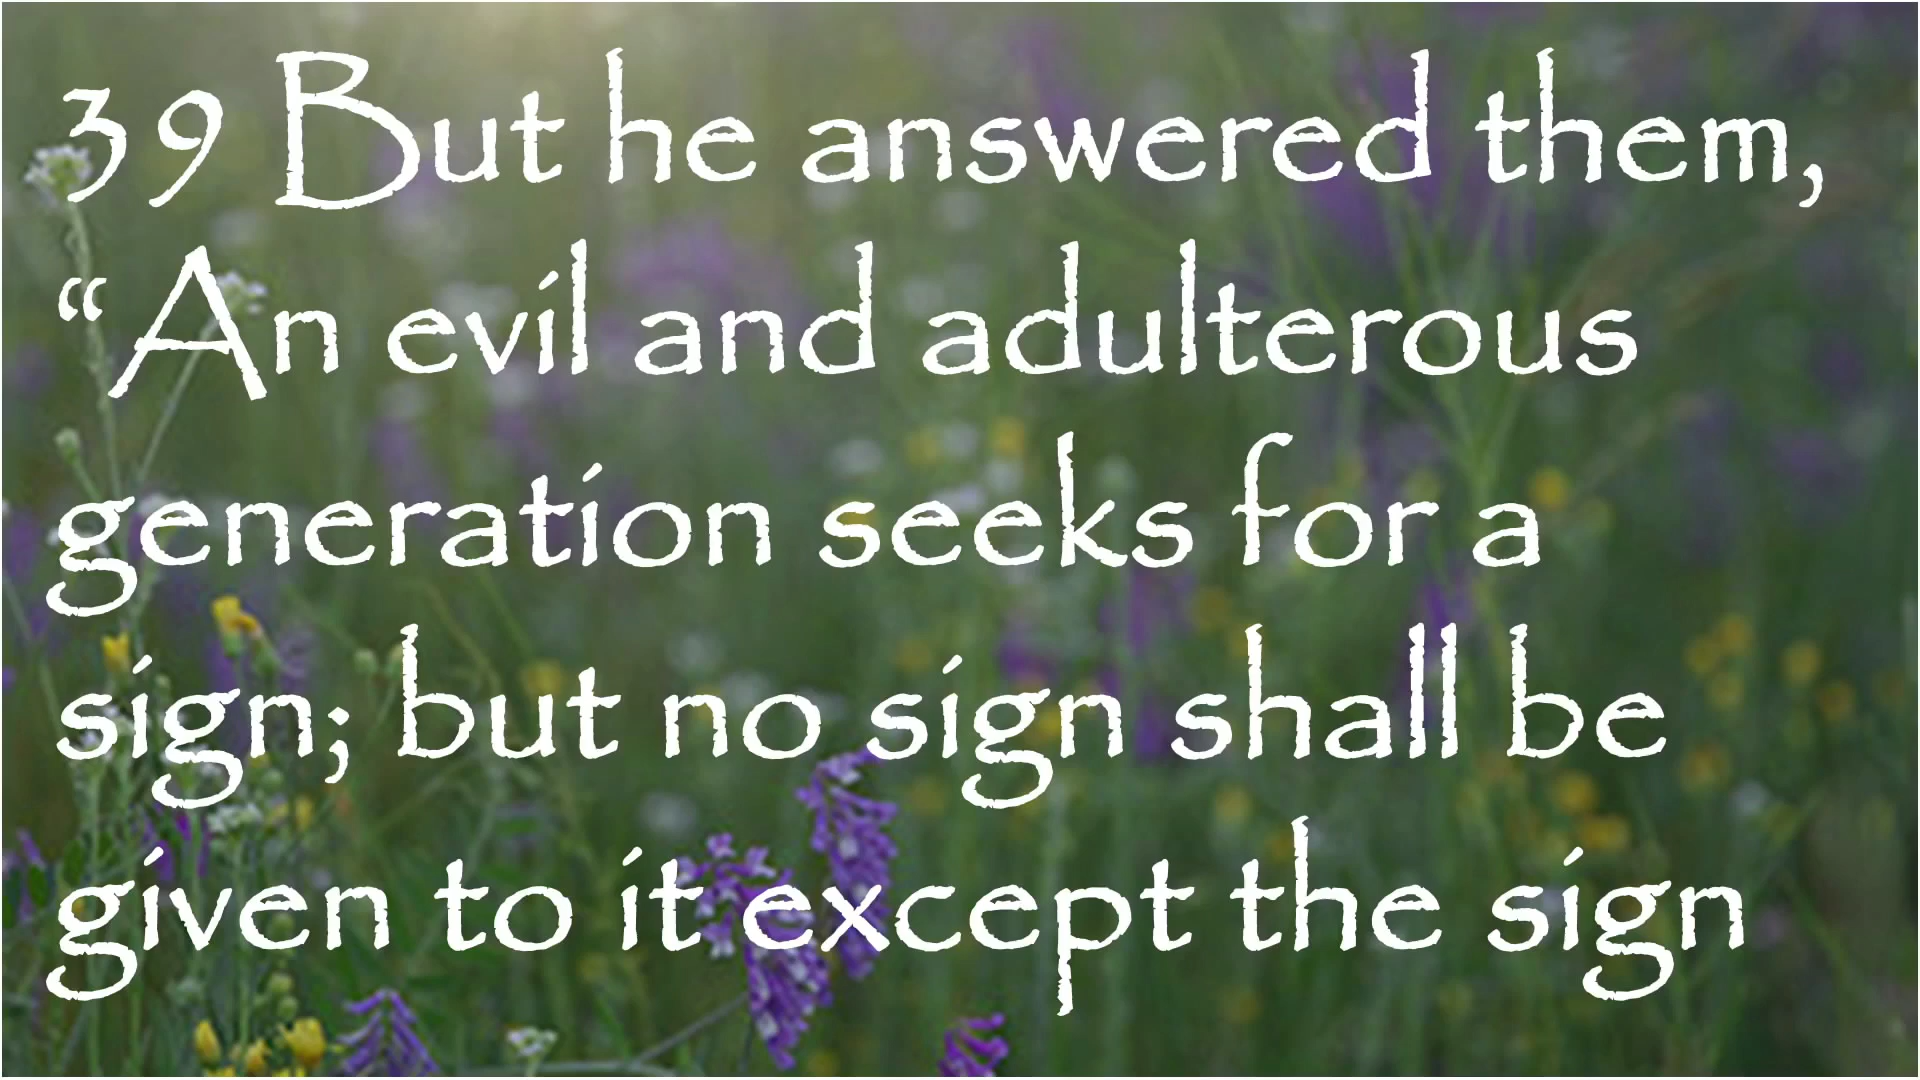 39 But he answered them,
“An evil and adulterous
generation seeks for a
sign; but no sign shall be
given to it except the sign